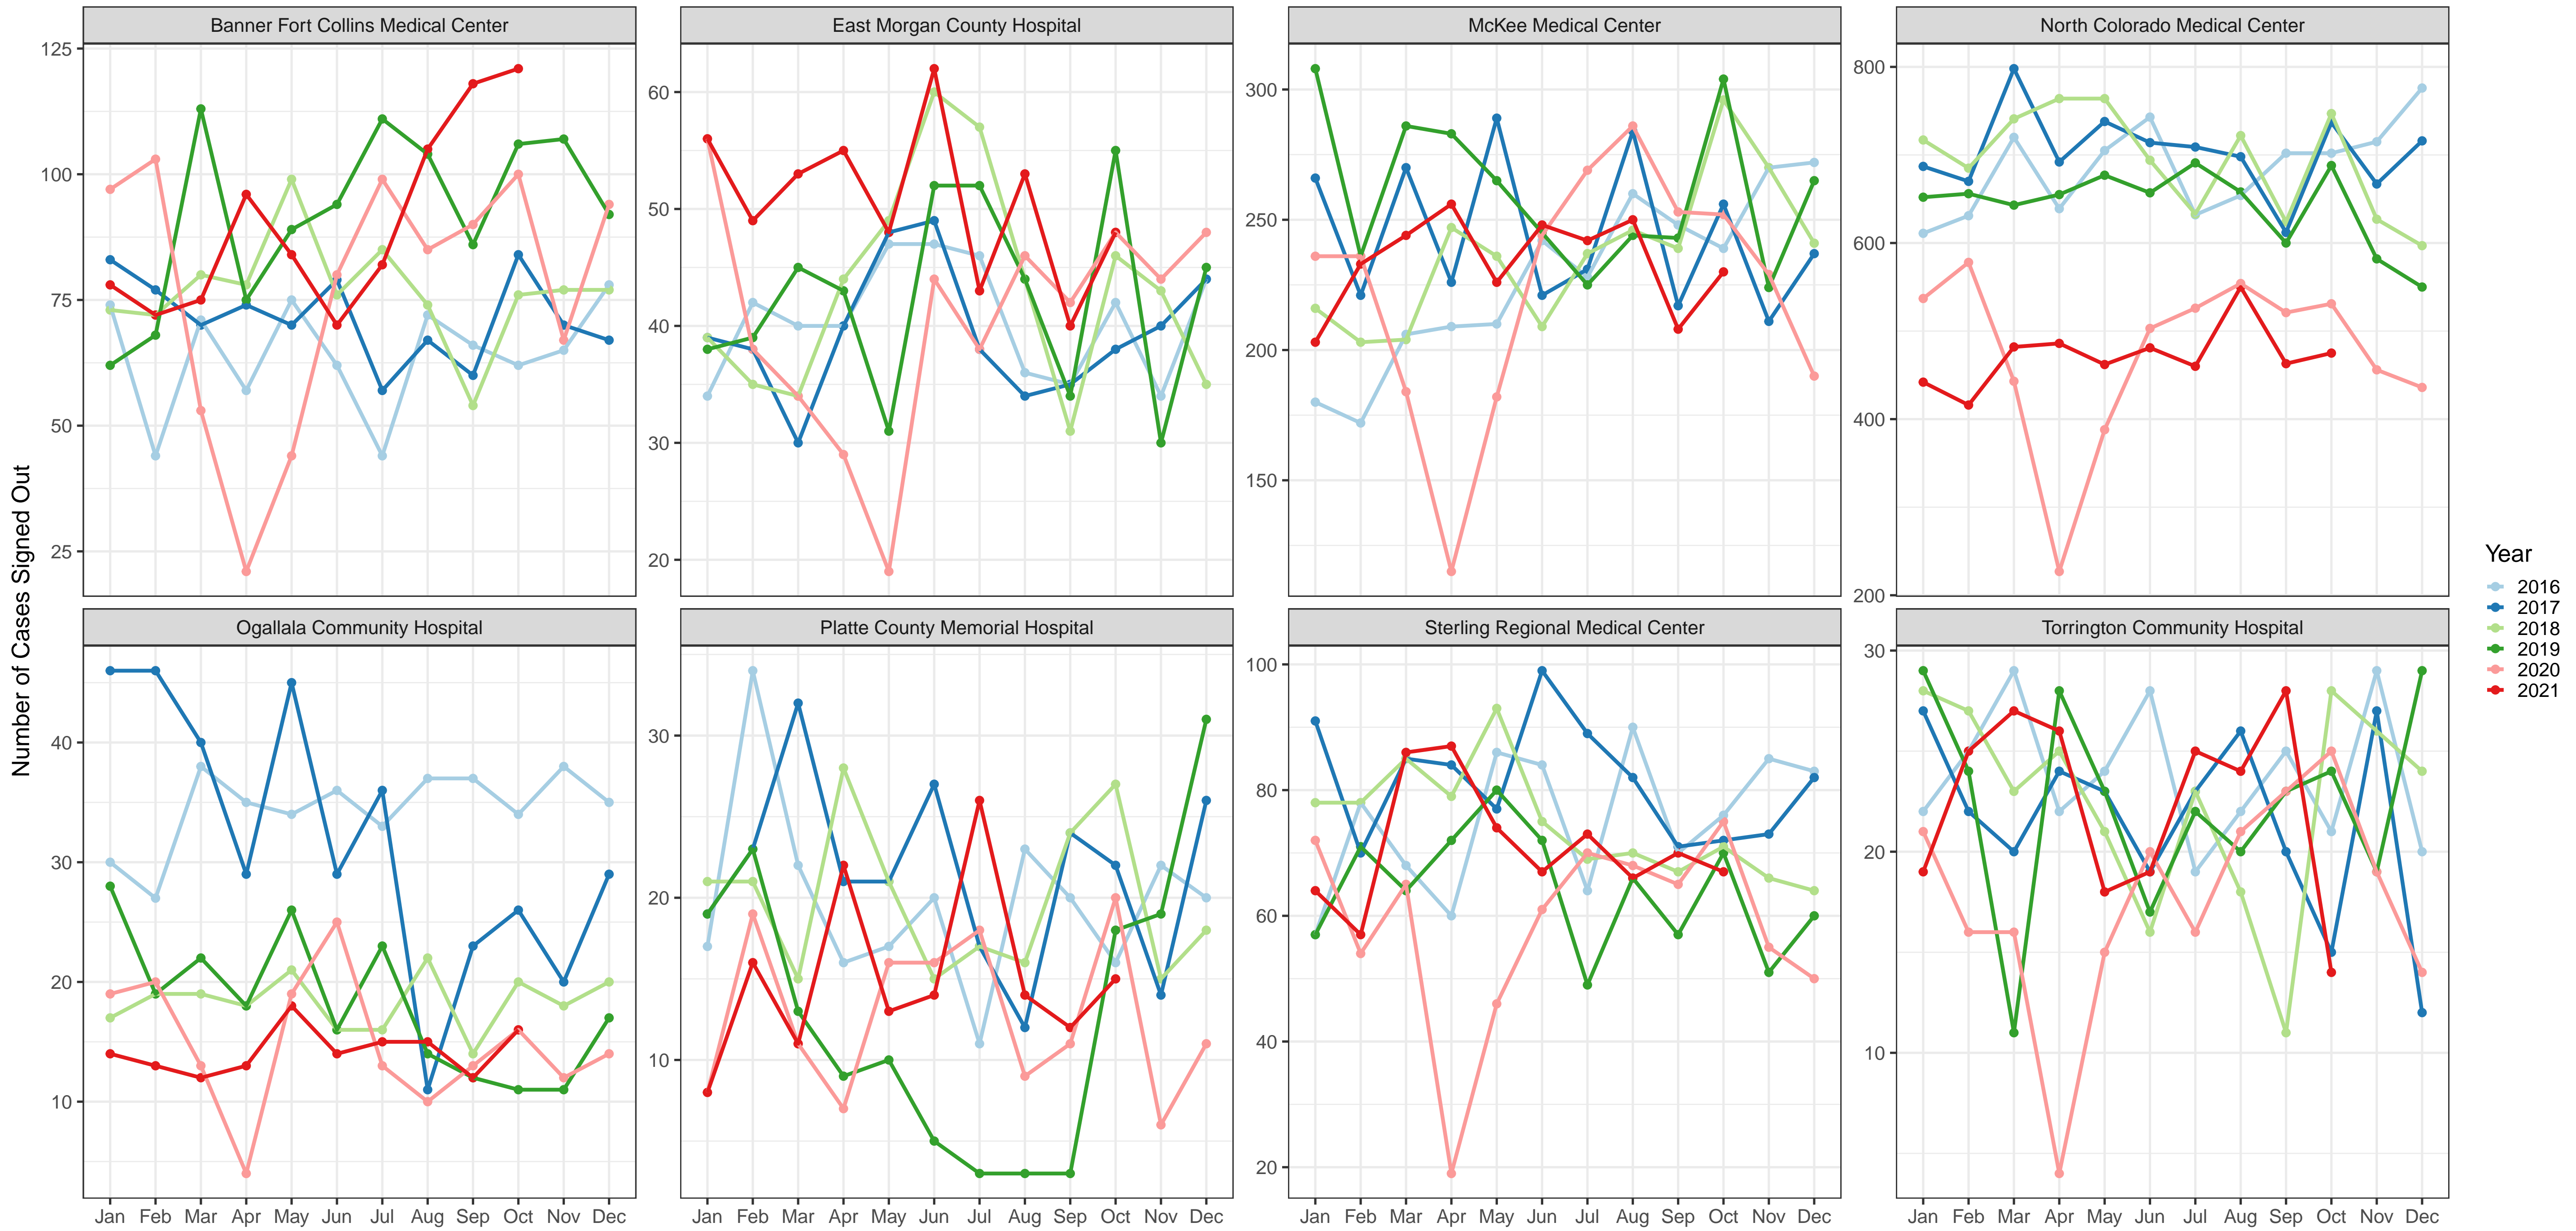 Banner Fort Collins Medical Center
East Morgan County Hospital
McKee Medical Center
North Colorado Medical Center
125
100
75
50
25
60
50
40
30
20
300
250
200
150
800
600
400
200
Number of Cases Signed Out
Ogallala Community Hospital
Platte County Memorial Hospital
Sterling Regional Medical Center
Torrington Community Hospital
40
30
20
10
30
20
10
100
80
60
40
20
30
20
10
Jan Feb Mar Apr May Jun Jul Aug Sep Oct Nov Dec
Jan Feb Mar Apr May Jun Jul Aug Sep Oct Nov Dec
Jan Feb Mar Apr May Jun Jul Aug Sep Oct Nov Dec
Jan Feb Mar Apr May Jun Jul Aug Sep Oct Nov Dec
Year
2016
2017
2018
2019
2020
2021